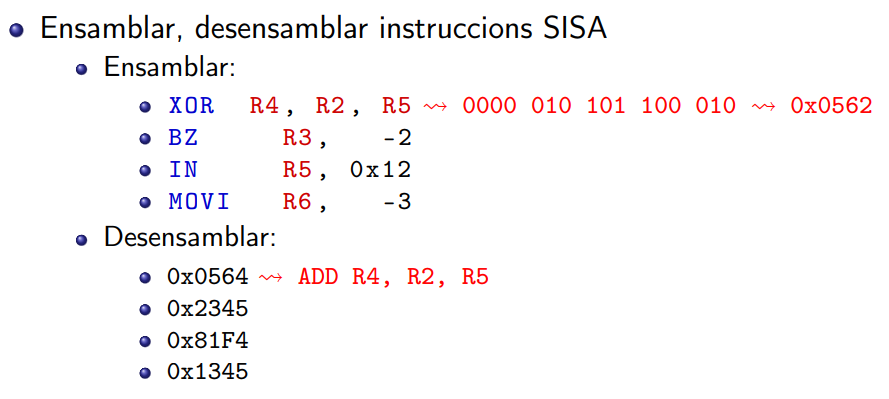 Ensamblar, desensamblar instruccions SISA
Ensamblar:
XOR R4, R2, R5 ⇝ 0000 010 101 100 010 ⇝ 0x0562
BZ R3, -2
IN R5, 0x12
MOVI R6, -3
Desensamblar:
0x0564 ⇝ ADD R4, R2, R5
0x2345
0x81F4
0x1345